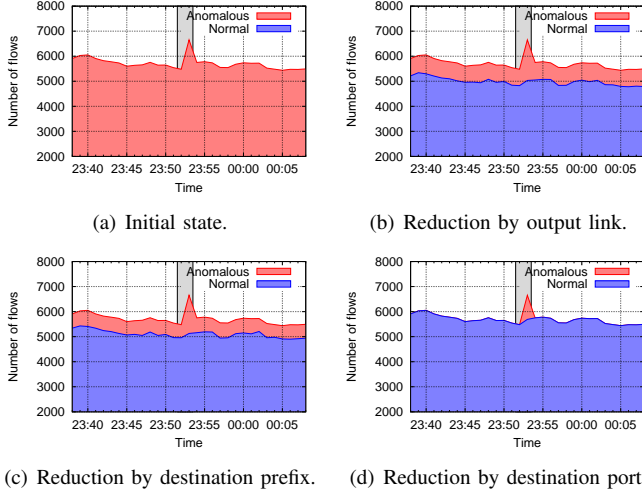 8000
7000
6000
5000
4000
3000
2000
Number of flows
Anomalous
Normal
23:40 23:45 23:50 23:55 00:00 00:05
Time
(a) Initial state.
8000
7000
6000
5000
4000
3000
2000
Number of flows
Anomalous
Normal
23:40 23:45 23:50 23:55 00:00 00:05
Time
(b) Reduction by output link.
8000
7000
6000
5000
4000
3000
2000
Number of flows
Anomalous
Normal
23:40 23:45 23:50 23:55 00:00 00:05
Time
(c) Reduction by destination prefix.
8000
7000
6000
5000
4000
3000
2000
Number of flows
Anomalous
Normal
23:40 23:45 23:50 23:55 00:00 00:05
Time
(d) Reduction by destination port